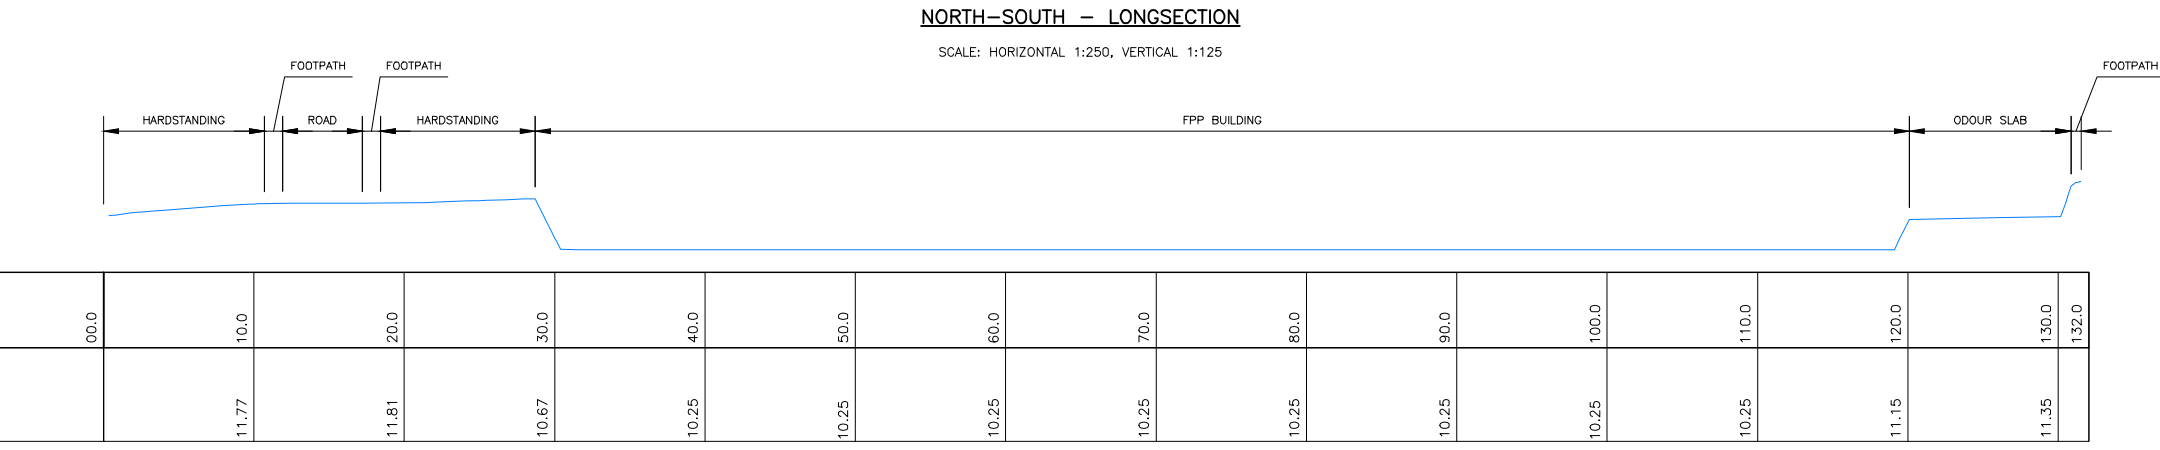 NORTH-SOUTH - LONGSECTION
SCALE: HORIZONTAL 1:250, VERTICAL 1:125
FOOTPATH
FOOTPATH
FOOTPATH
HARDSTANDING
ROAD
HARDSTANDING
FPP BUILDING
ODOUR SLAB
00.0
10.0
20.0
30.0
40.0
50.0
60.0
70.0
80.0
90.0
100.0
110.0
120.0
130.0
132.0
11.77
11.81
10.67
10.25
10.25
10.25
10.25
10.25
10.25
10.25
10.25
11.15
11.35